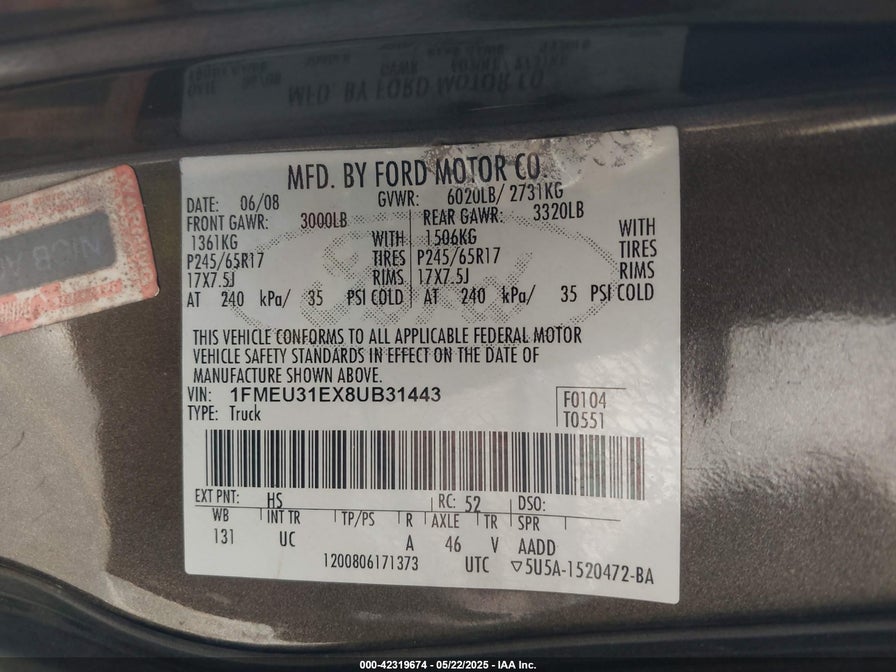 MFD. BY FORD MOTOR CO
DATE: 06/08 GVWR: 6020LB/ 2731KG
FRONT GAWR: 3000LB REAR GAWR: 3320LB
1361KG WITH 1506KG WITH
P245/65R17 TIRES P245/65R17 TIRES
17X7.5J RIMS 17X7.5J RIMS
AT 240 kPa/ 35 PSI COLD AT 240 kPa/ 35 PSI COLD
THIS VEHICLE CONFORMS TO ALL APPLICABLE FEDERAL MOTOR
VEHICLE SAFETY STANDARDS IN EFFECT ON THE DATE OF
MANUFACTURE SHOWN ABOVE.
VIN: 1FMEU31EX8UB31443
TYPE: Truck
F0104
T0551
EXT PNT: HS RC: 52 DSO:
WB INT TR TP/PS R AXLE TR SPR
131 UC A 46 V AADD
1200806171373 UTC ▽5U5A-1520472-BA
000-42319674 - 05/22/2025 - IAA Inc.